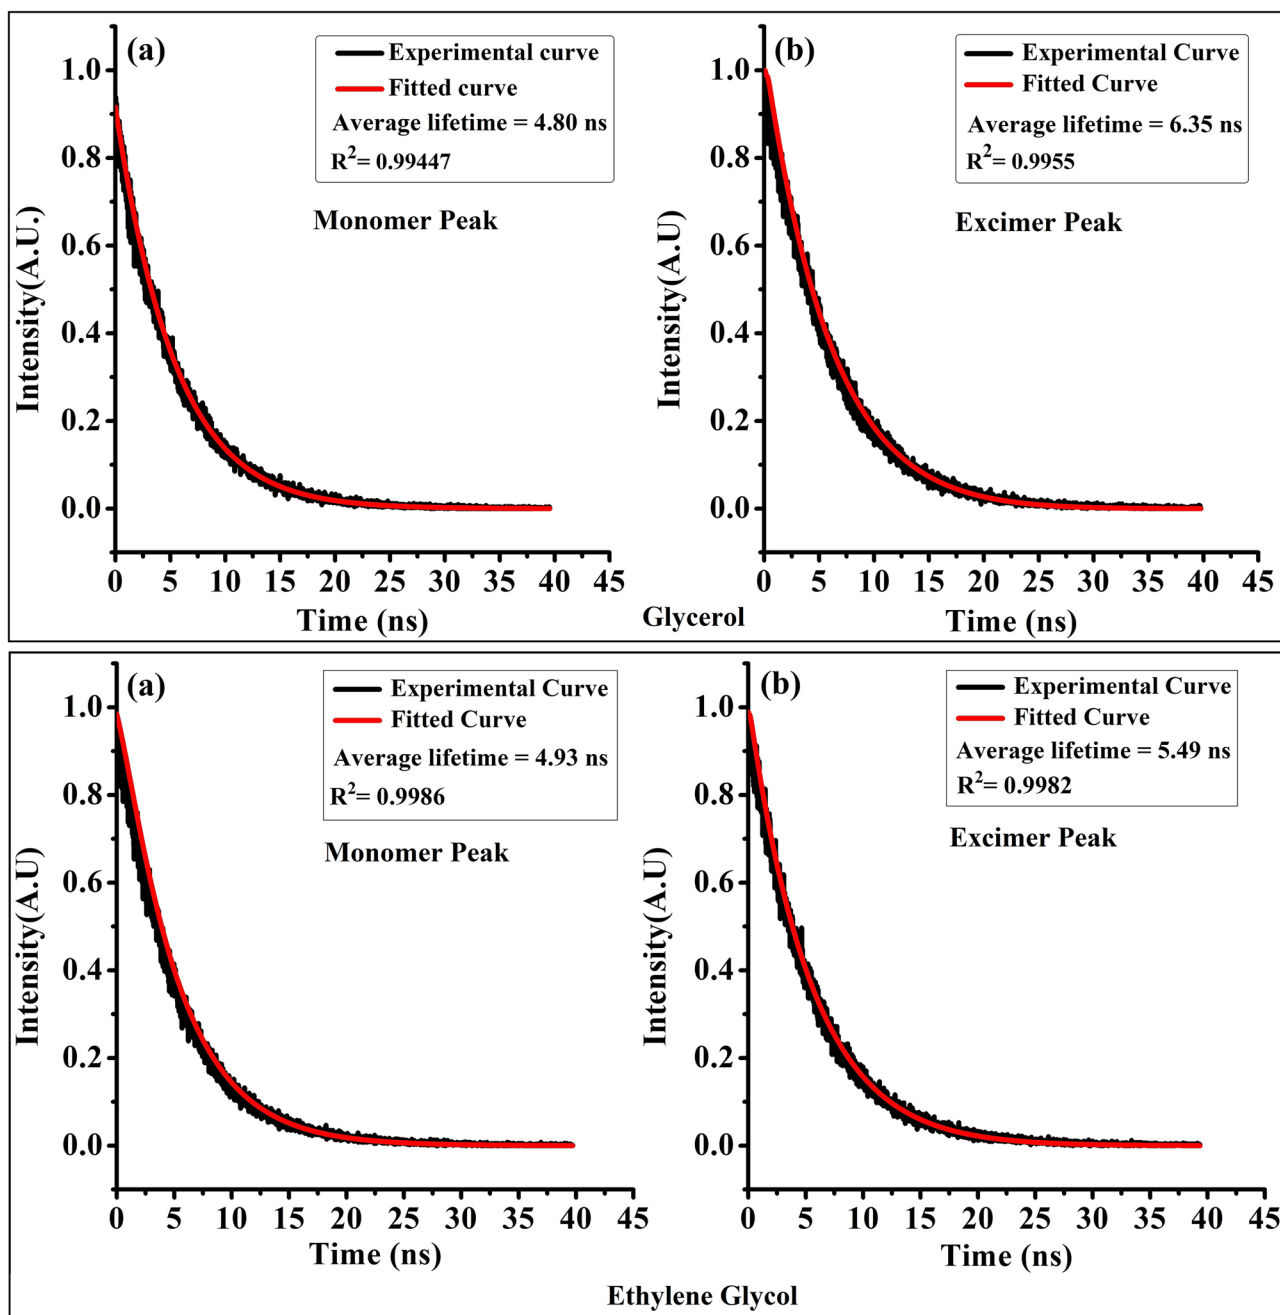 (a)
Experimental curve
Fitted curve
Average lifetime = 4.80 ns
R²= 0.99447
Monomer Peak
Intensity(A.U.)
1.0
0.8
0.6
0.4
0.2
0.0
0 5 10 15 20 25 30 35 40 45
Time (ns)
(b)
Experimental Curve
Fitted Curve
Average lifetime = 6.35 ns
R²= 0.9955
Excimer Peak
Intensity(A.U)
1.0
0.8
0.6
0.4
0.2
0.0
0 5 10 15 20 25 30 35 40 45
Time (ns)
Glycerol
(a)
Experimental Curve
Fitted Curve
Average lifetime = 4.93 ns
R²= 0.9986
Monomer Peak
Intensity(A.U)
1.0
0.8
0.6
0.4
0.2
0.0
0 5 10 15 20 25 30 35 40 45
Time (ns)
(b)
Experimental Curve
Fitted Curve
Average lifetime = 5.49 ns
R²= 0.9982
Excimer Peak
Intensity(A.U)
1.0
0.8
0.6
0.4
0.2
0.0
0 5 10 15 20 25 30 35 40 45
Time (ns)
Ethylene Glycol